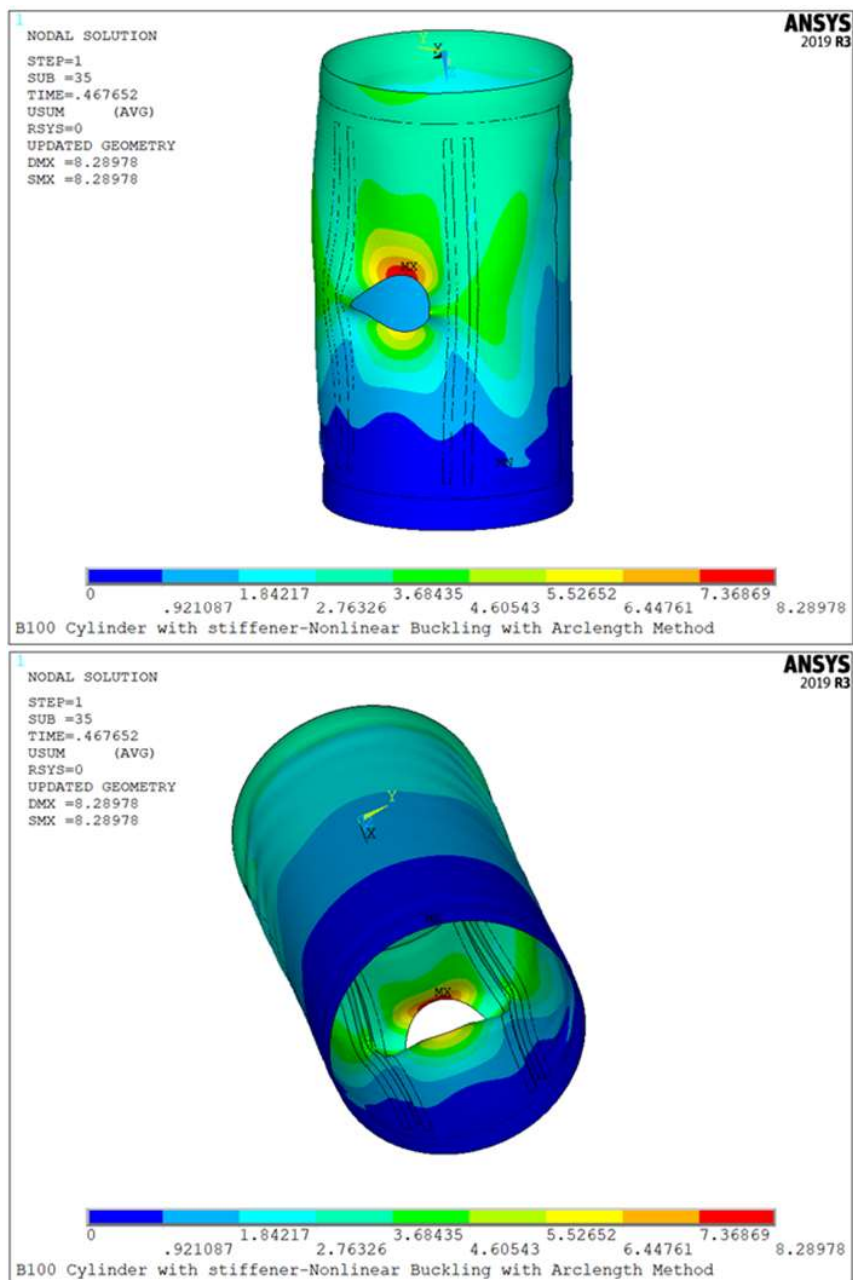 1
NODAL SOLUTION
STEP=1
SUB =35
TIME=.467652
USUM (AVG)
RSYS=0
UPDATED GEOMETRY
DMX =8.28978
SMX =8.28978
ANSYS
2019 R3
Y
X
MX
MN
0 1.84217 3.68435 5.52652 7.36869
.921087 2.76326 4.60543 6.44761 8.28978
B100 Cylinder with stiffener-Nonlinear Buckling with Arclength Method
1
NODAL SOLUTION
STEP=1
SUB =35
TIME=.467652
USUM (AVG)
RSYS=0
UPDATED GEOMETRY
DMX =8.28978
SMX =8.28978
ANSYS
2019 R3
Y
X
MX
0 1.84217 3.68435 5.52652 7.36869
.921087 2.76326 4.60543 6.44761 8.28978
B100 Cylinder with stiffener-Nonlinear Buckling with Arclength Method